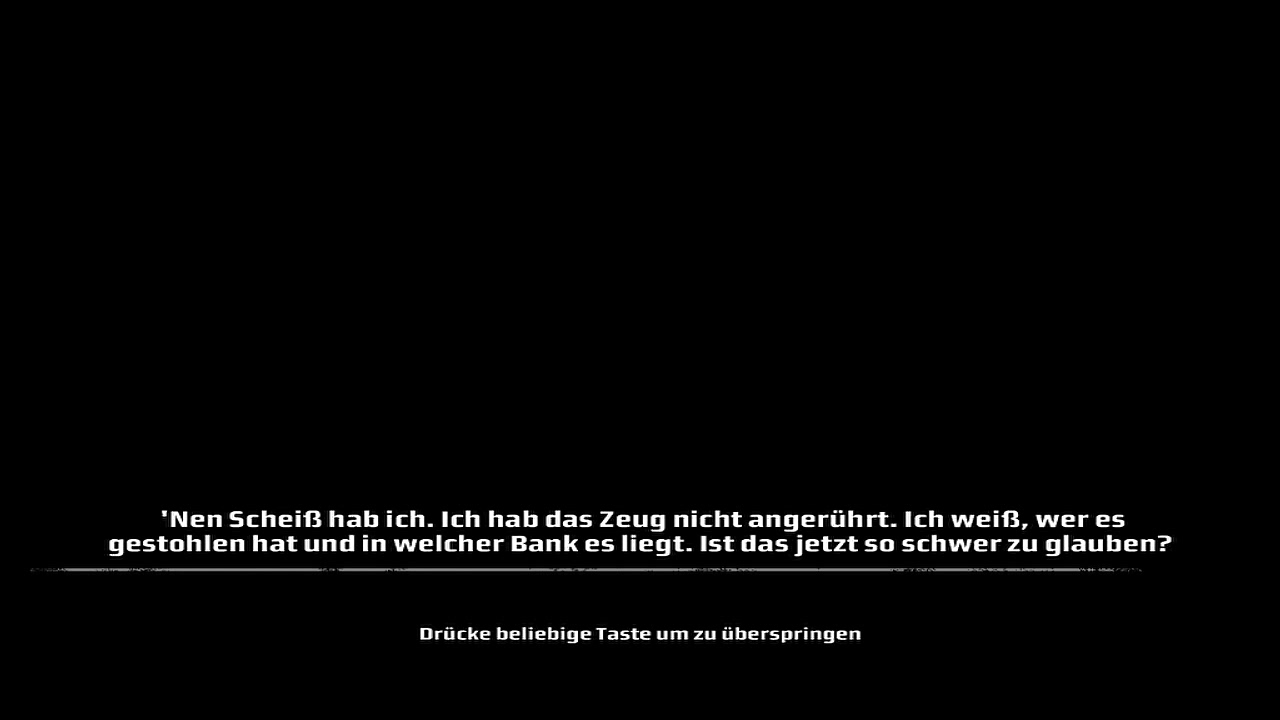 'Nen Scheiß hab ich. Ich hab das Zeug nicht angerührt. Ich weiß, wer es
gestohlen hat und in welcher Bank es liegt. Ist das jetzt so schwer zu glauben?
Drücke beliebige Taste um zu überspringen